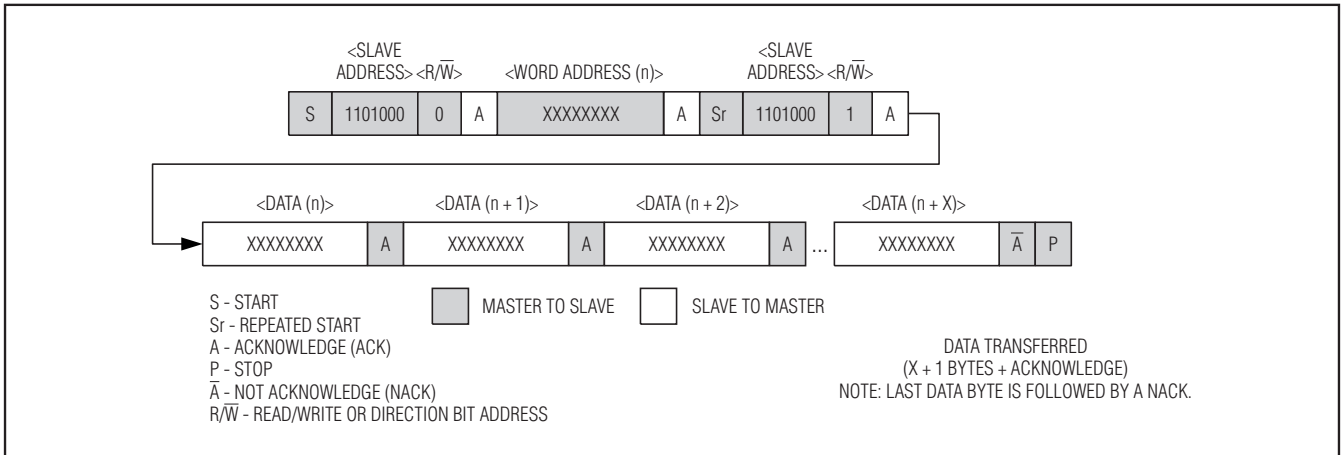 <SLAVE
ADDRESS> <R/W̅> <WORD ADDRESS (n)> <SLAVE
ADDRESS> <R/W̅>
S 1101000 0 A XXXXXXXX A Sr 1101000 1 A
<DATA (n)> <DATA (n + 1)> <DATA (n + 2)> <DATA (n + X)>
XXXXXXXX A XXXXXXXX A XXXXXXXX A ... XXXXXXXX A̅ P
S - START
Sr - REPEATED START
A - ACKNOWLEDGE (ACK)
P - STOP
A̅ - NOT ACKNOWLEDGE (NACK)
R/W̅ - READ/WRITE OR DIRECTION BIT ADDRESS
MASTER TO SLAVE SLAVE TO MASTER
DATA TRANSFERRED
(X + 1 BYTES + ACKNOWLEDGE)
NOTE: LAST DATA BYTE IS FOLLOWED BY A NACK.